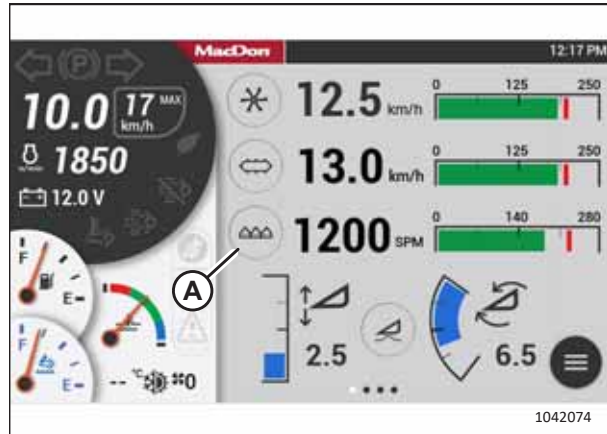 MacDon
12:17 PM
P
10.0 17 MAX km/h
n/min 1850
12.0 V
12.5 km/h 0 125 250
13.0 km/h 0 125 250
1200 SPM 0 140 280
A
F
E
F
E
2.5
6.5
-- °C 0
1042074